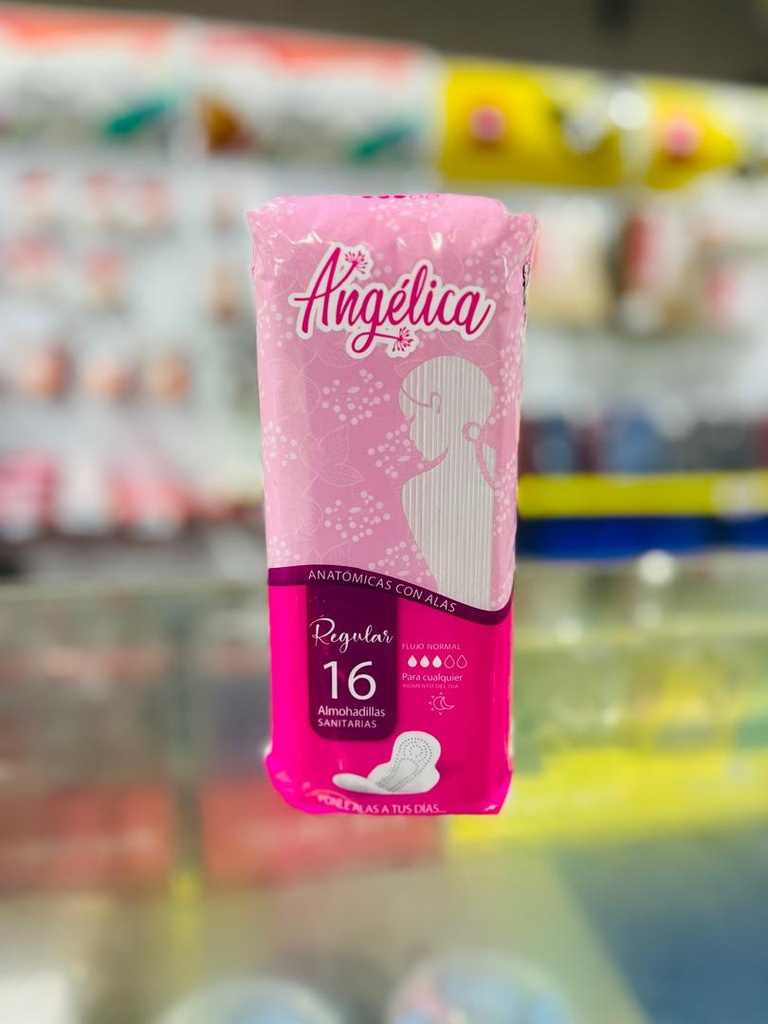 Angélica
ANATÓMICAS CON ALAS
Regular
16
Almohadillas
SANITARIAS
FLUJO NORMAL
Para cualquier
MOMENTO DEL DÍA
PONLE ALAS A TUS DÍAS...